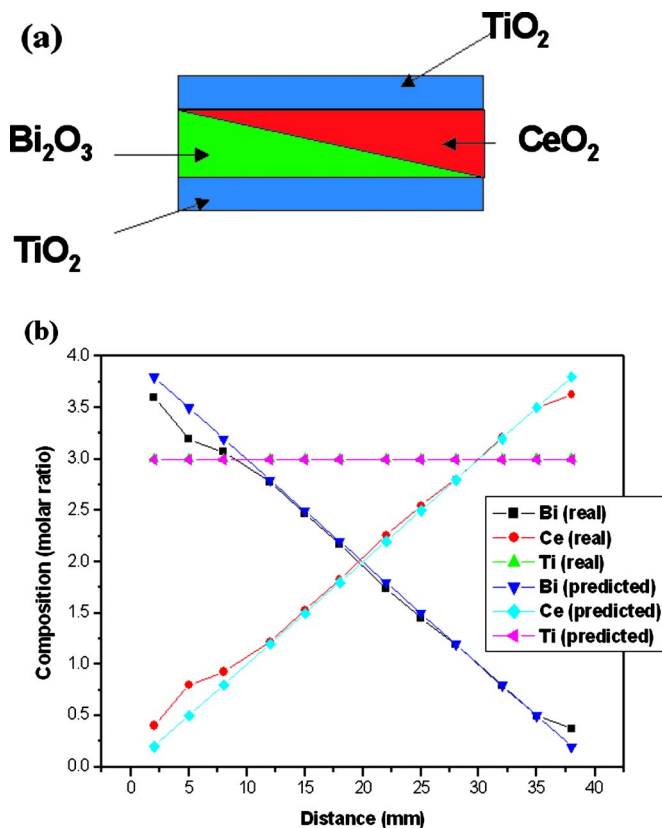 (a)
TiO₂
Bi₂O₃
CeO₂
TiO₂
(b)
Composition (molar ratio)
4.0
3.5
3.0
2.5
2.0
1.5
1.0
0.5
0.0
Bi (real)
Ce (real)
Ti (real)
Bi (predicted)
Ce (predicted)
Ti (predicted)
0 5 10 15 20 25 30 35 40
Distance (mm)